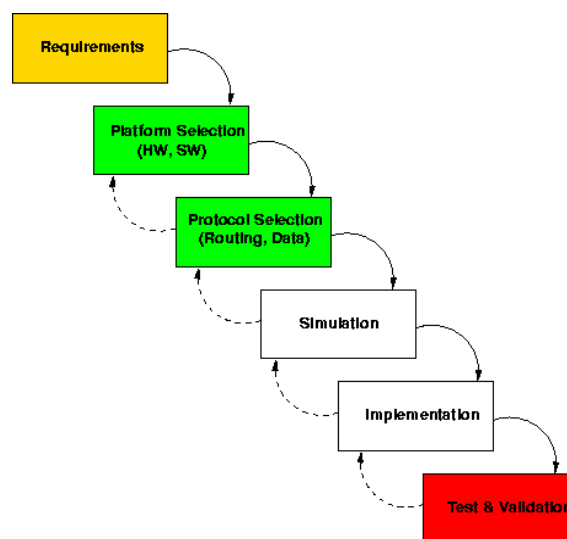 Requirements
Platform Selection
(HW, SW)
Protocol Selection
(Routing, Data)
Simulation
Implementation
Test & Validation